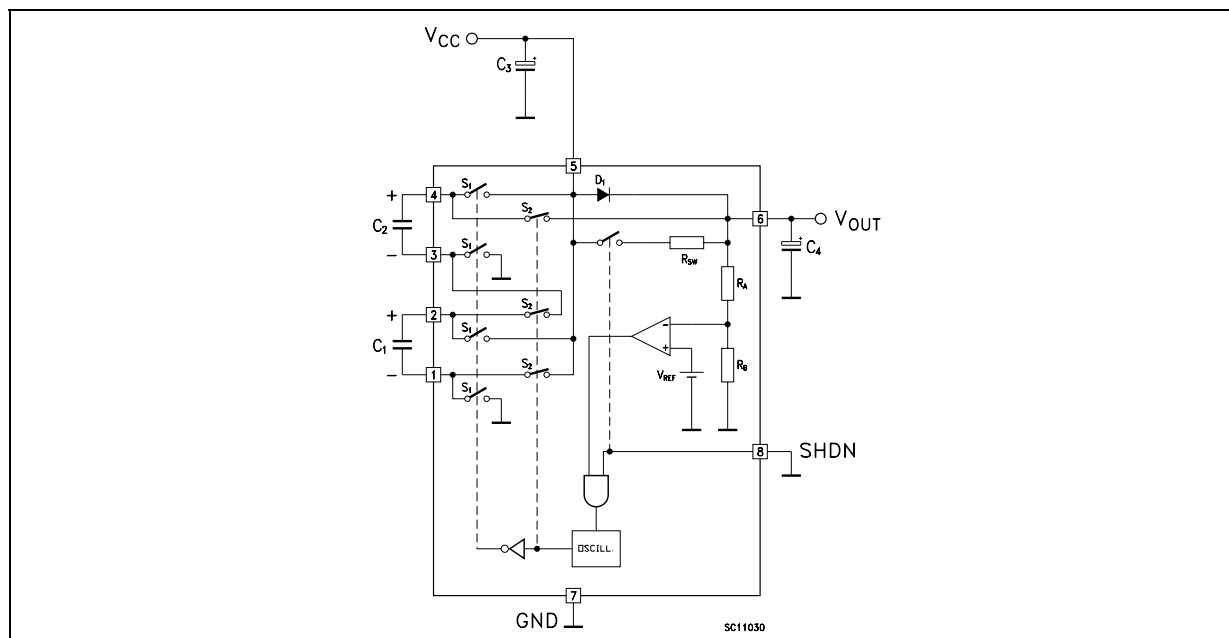 VCC
C3
+
5
S1
D1
+
4
S2
6
VOUT
C2
+
C4
S1
RSW
-
3
RA
S2
+
2
S1
-
C1
+
RB
S2
VREF
-
1
S1
8
SHDN
OSCILL.
7
GND
SC11030